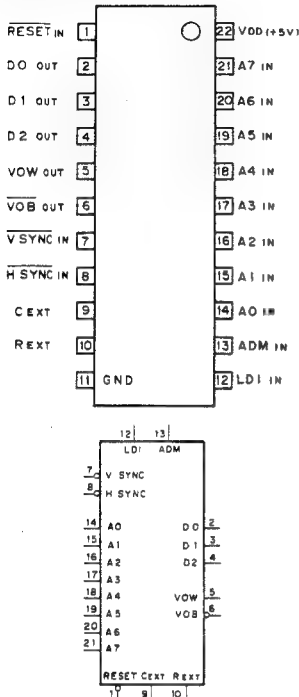 RESET IN 1 22 VDD (+5V)
D0 OUT 2 21 A7 IN
D1 OUT 3 20 A6 IN
D2 OUT 4 19 A5 IN
VOW OUT 5 18 A4 IN
VOB OUT 6 17 A3 IN
V SYNC IN 7 16 A2 IN
H SYNC IN 8 15 A1 IN
CEXT 9 14 A0 IN
REXT 10 13 ADM IN
11 GND 12 LDI IN
12 13
LDI ADM
7 V SYNC
8 H SYNC
14 A0 D0 2
15 A1 D1 3
16 A2 D2 4
17 A3
18 A4 VOW 5
19 A5 VOB 6
20 A6
21 A7
RESET CEXT REXT
1 9 10